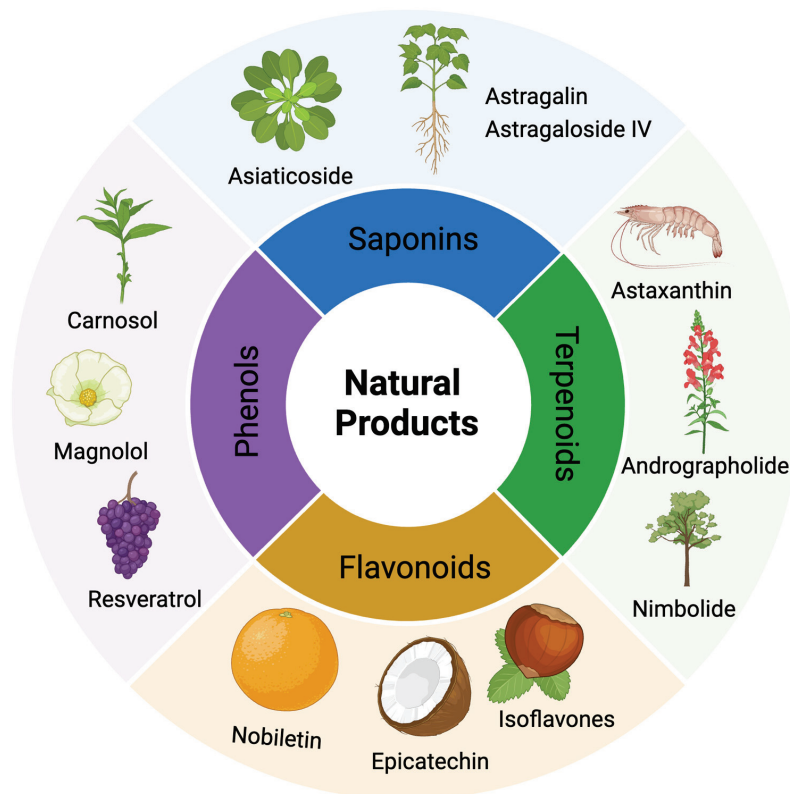 Astragalin
Astragaloside IV
Asiaticoside
Saponins
Carnosol
Magnolol
Resveratrol
Phenols
Natural
Products
Terpenoids
Astaxanthin
Andrographolide
Nimbolide
Flavonoids
Nobiletin
Epicatechin
Isoflavones